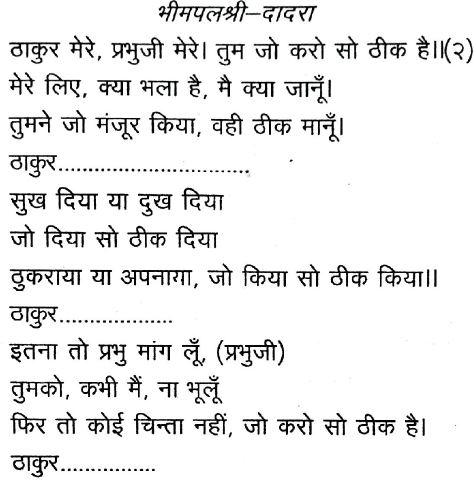 भीमपलश्री–दादरा
ठाकुर मेरे, प्रभुजी मेरे। तुम जो करो सो ठीक है।।(२)
मेरे लिए, क्या भला है, मै क्या जानूँ।
तुमने जो मंजूर किया, वही ठीक मानूँ।
ठाकुर................................
सुख दिया या दुख दिया
जो दिया सो ठीक दिया
ठुकराया या अपनागा, जो किया सो ठीक किया।।
ठाकुर...................
इतना तो प्रभु मांग लूँ, (प्रभुजी)
तुमको, कभी मैं, ना भूलूँ
फिर तो कोई चिन्ता नहीं, जो करो सो ठीक है।
ठाकुर................